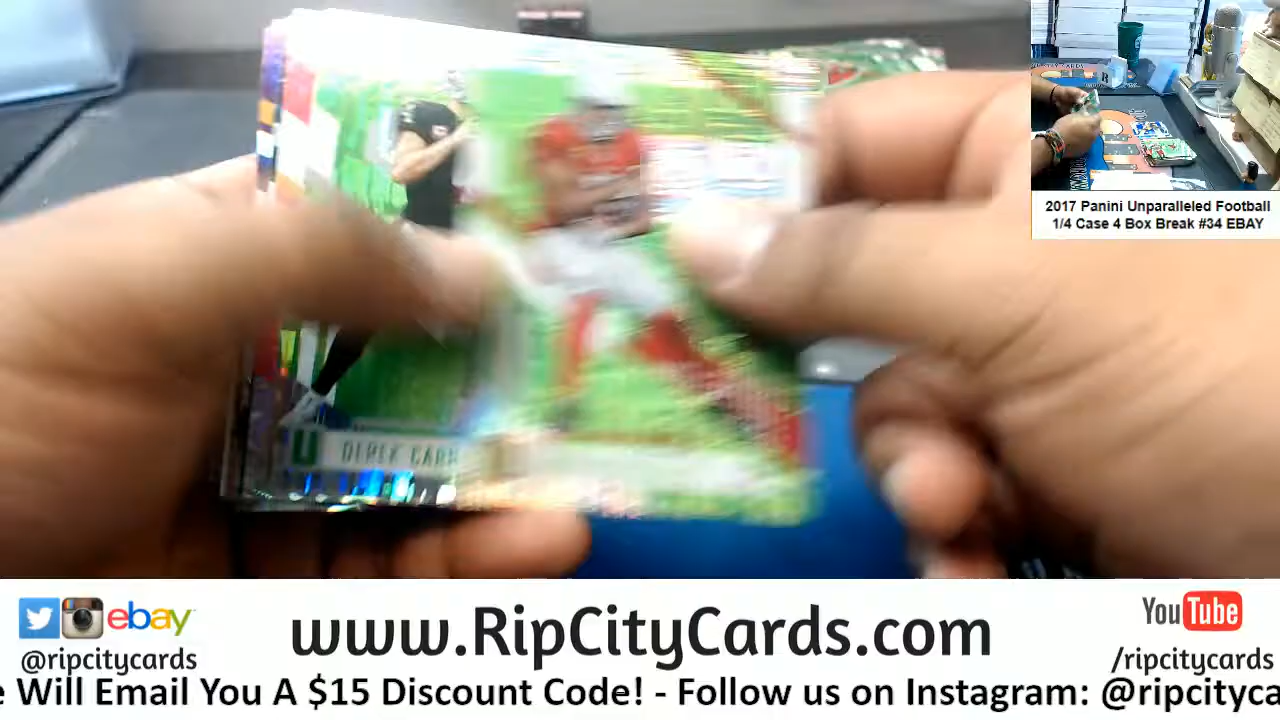 2017 Panini Unparalleled Football
1/4 Case 4 Box Break #34 EBAY
U DEREK CARR
ebay
www.RipCityCards.com
YouTube
@ripcitycards
/ripcitycards
e Will Email You A $15 Discount Code! - Follow us on Instagram: @ripcityca